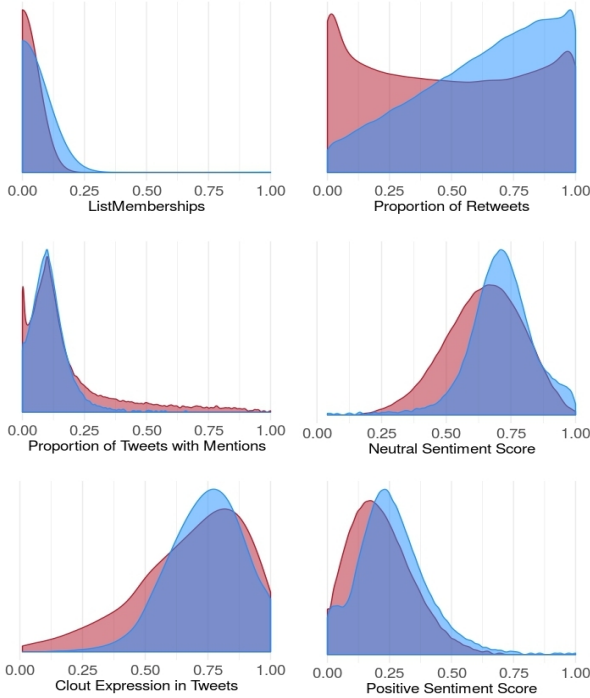 0.00 0.25 0.50 0.75 1.00
ListMemberships
0.00 0.25 0.50 0.75 1.00
Proportion of Retweets
0.00 0.25 0.50 0.75 1.00
Proportion of Tweets with Mentions
0.00 0.25 0.50 0.75 1.00
Neutral Sentiment Score
0.00 0.25 0.50 0.75 1.00
Clout Expression in Tweets
0.00 0.25 0.50 0.75 1.00
Positive Sentiment Score